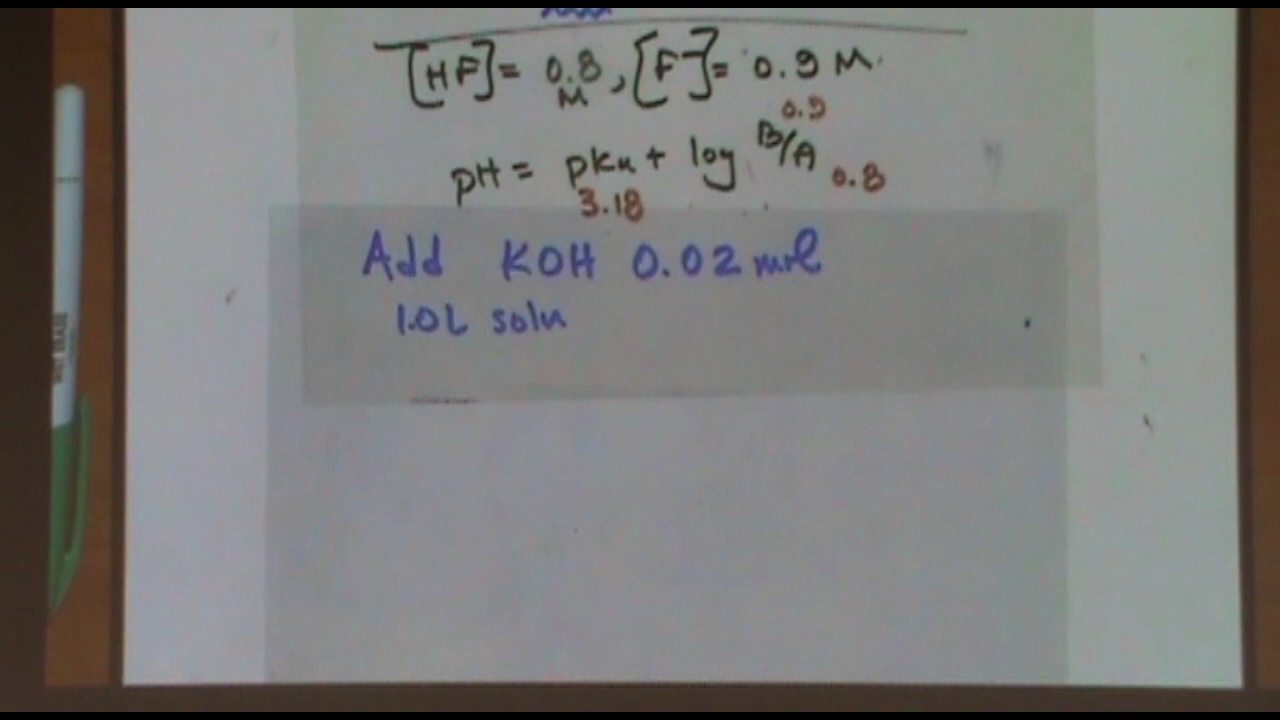 [HF] = 0.8 M, [F⁻] = 0.9 M.
pH = pKa + log B/A
0.9
3.18
0.8
Add KOH 0.02 mol
1.0L soln